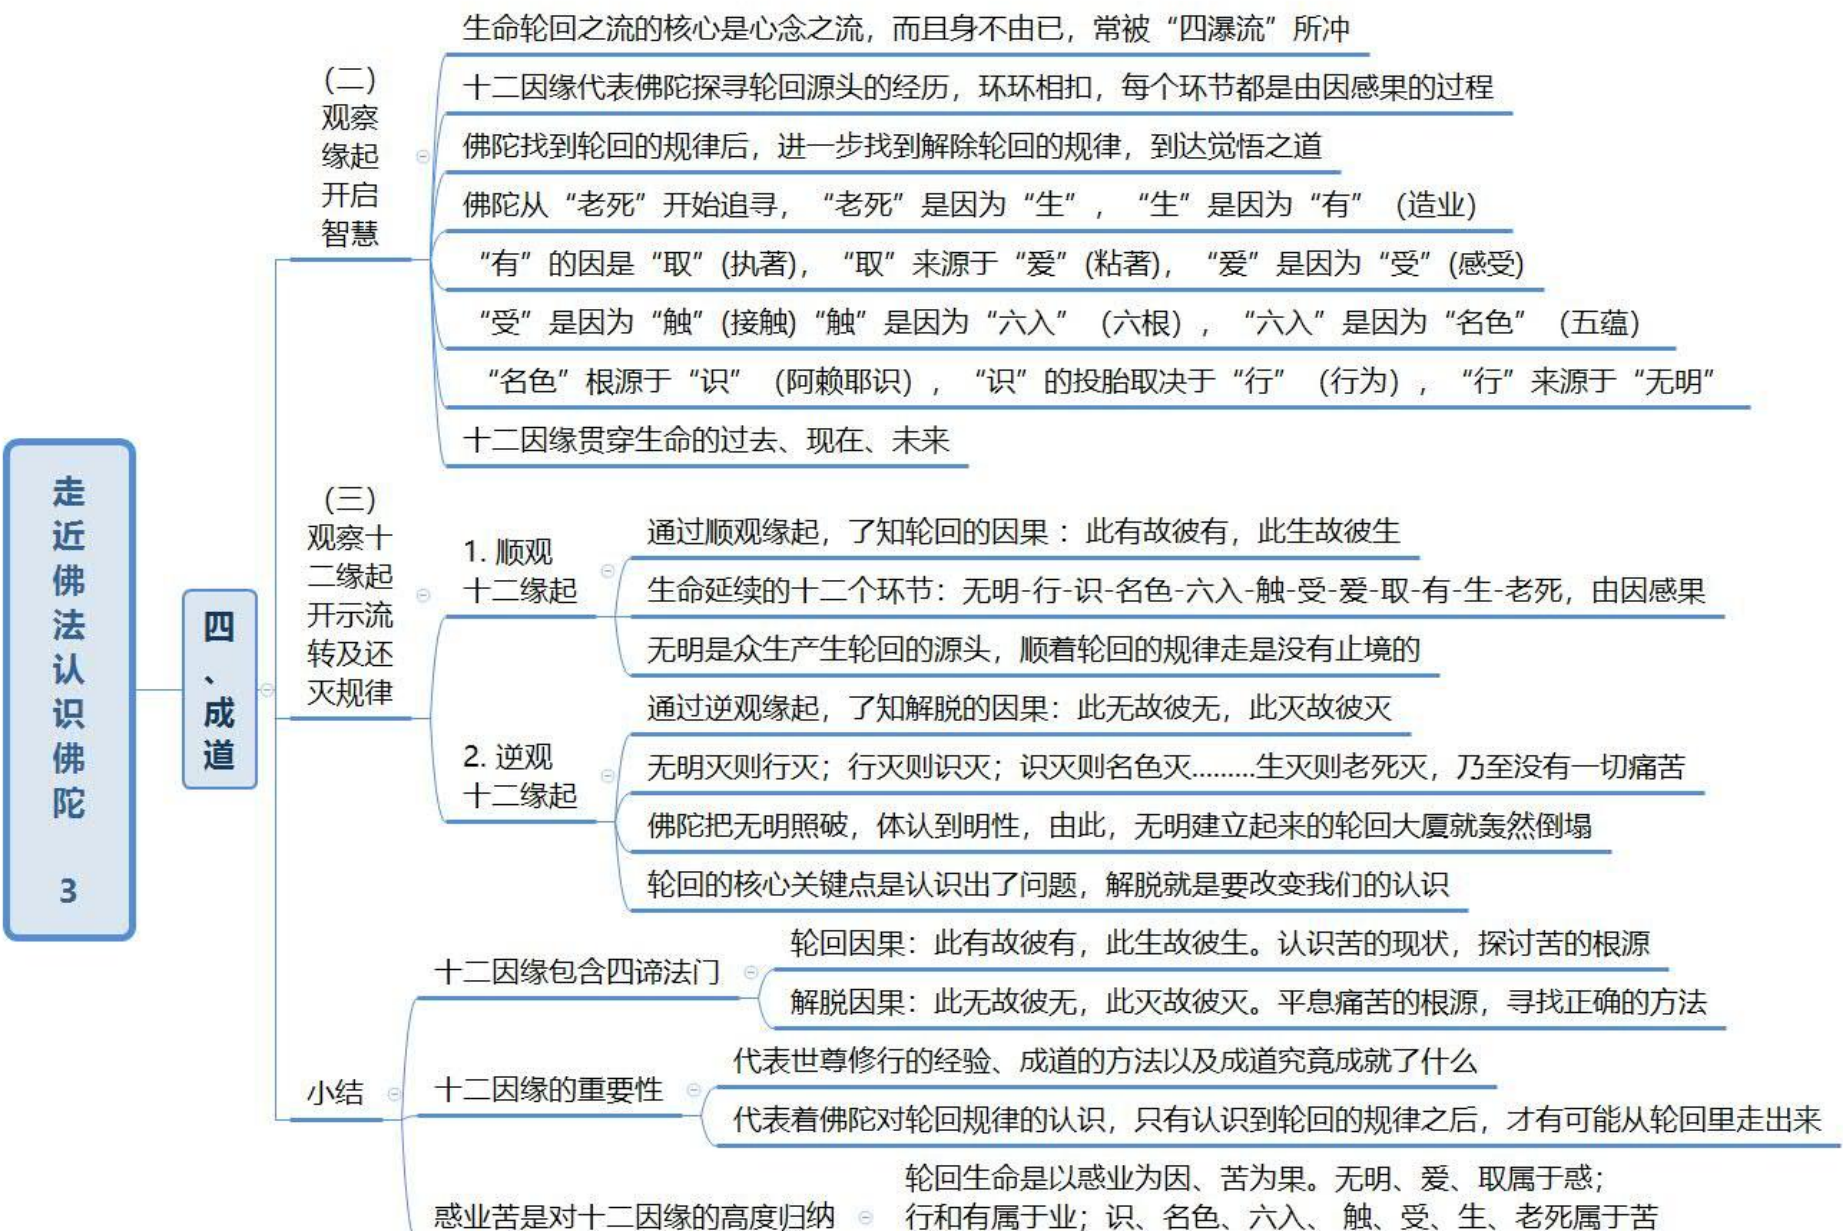 走近佛法认识佛陀 3
四、成道
（二）
观察
缘起
开启
智慧
生命轮回之流的核心是心念之流，而且身不由已，常被“四瀑流”所冲
十二因缘代表佛陀探寻轮回源头的经历，环环相扣，每个环节都是由因感果的过程
佛陀找到轮回的规律后，进一步找到解除轮回的规律，到达觉悟之道
佛陀从“老死”开始追寻，“老死”是因为“生”，“生”是因为“有”（造业）
“有”的因是“取”(执著)，“取”来源于“爱”(粘著)，“爱”是因为“受”(感受)
“受”是因为“触”(接触)“触”是因为“六入”（六根），“六入”是因为“名色”（五蕴）
“名色”根源于“识”（阿赖耶识），“识”的投胎取决于“行”（行为），“行”来源于“无明”
十二因缘贯穿生命的过去、现在、未来
（三）
观察十
二缘起
开示流
转及还
灭规律
1. 顺观
十二缘起
通过顺观缘起，了知轮回的因果：此有故彼有，此生故彼生
生命延续的十二个环节：无明-行-识-名色-六入-触-受-爱-取-有-生-老死，由因感果
无明是众生产生轮回的源头，顺着轮回的规律走是没有止境的
2. 逆观
十二缘起
通过逆观缘起，了知解脱的因果：此无故彼无，此灭故彼灭
无明灭则行灭；行灭则识灭；识灭则名色灭.........生灭则老死灭，乃至没有一切痛苦
佛陀把无明照破，体认到明性，由此，无明建立起来的轮回大厦就轰然倒塌
轮回的核心关键点是认识出了问题，解脱就是要改变我们的认识
小结
十二因缘包含四谛法门
轮回因果：此有故彼有，此生故彼生。认识苦的现状，探讨苦的根源
解脱因果：此无故彼无，此灭故彼灭。平息痛苦的根源，寻找正确的方法
十二因缘的重要性
代表世尊修行的经验、成道的方法以及成道究竟成就了什么
代表着佛陀对轮回规律的认识，只有认识到轮回的规律之后，才有可能从轮回里走出来
惑业苦是对十二因缘的高度归纳
轮回生命是以惑业为因、苦为果。无明、爱、取属于惑；
行和有属于业；识、名色、六入、 触、受、生、老死属于苦